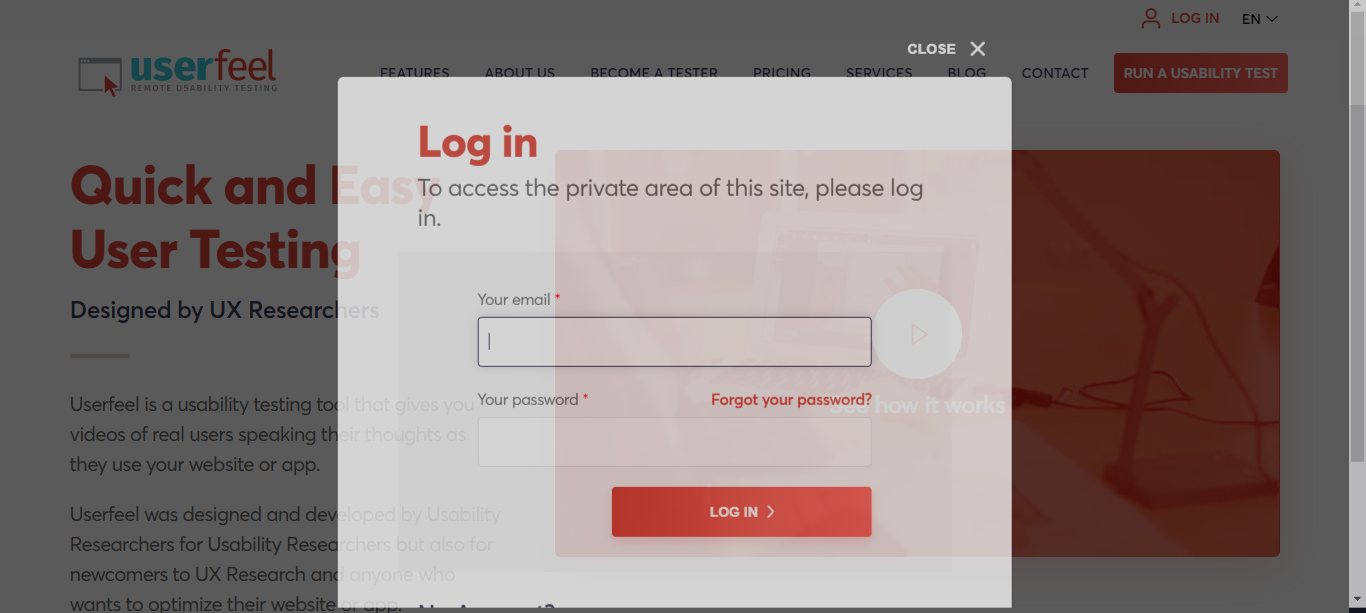 LOG IN EN
CLOSE
userfeel
REMOTE USABILITY TESTING
FEATURES ABOUT US BECOME A TESTER PRICING SERVICES BLOG CONTACT RUN A USABILITY TEST
Quick and Easy
User Testing
Designed by UX Researchers
Userfeel is a usability testing tool that gives you
videos of real users speaking their thoughts as
they use your website or app.
Userfeel was designed and developed by Usability
Researchers for Usability Researchers but also for
newcomers to UX Research and anyone who
wants to optimize their website or app.
See how it works
Log in
To access the private area of this site, please log
in.
Your email *
Your password * Forgot your password?
LOG IN